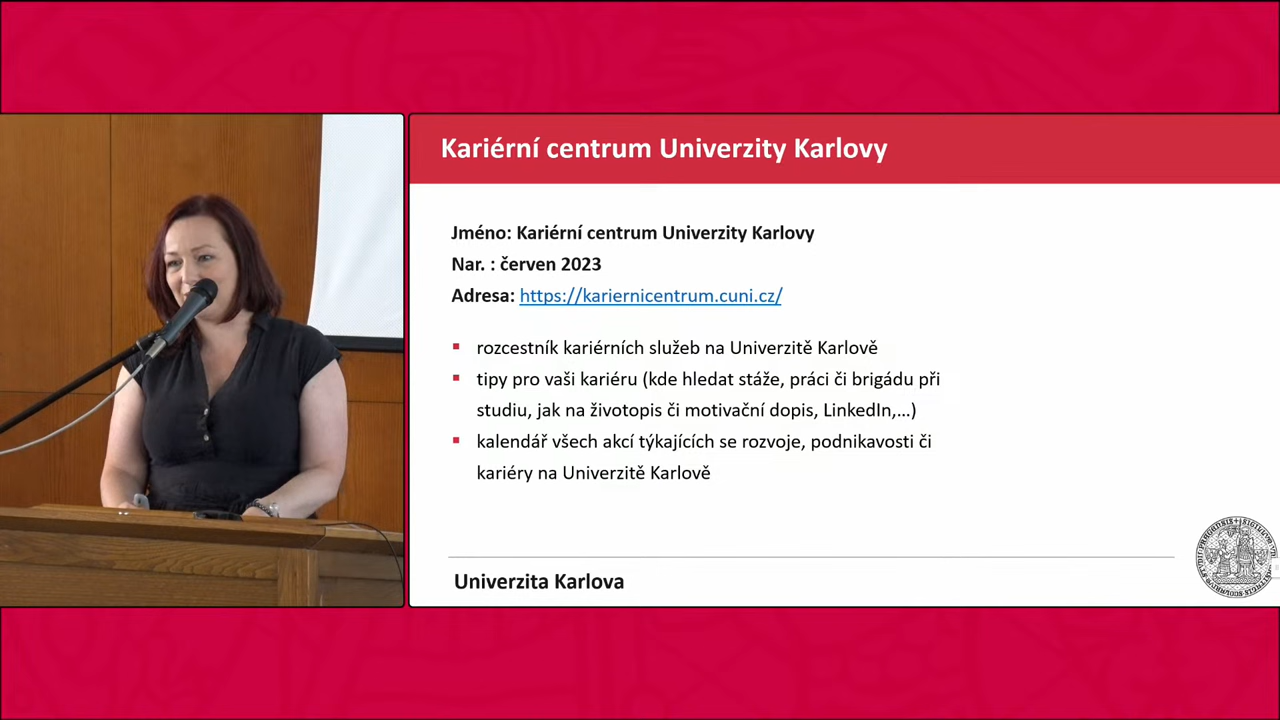 Kariérní centrum Univerzity Karlovy
Jméno: Kariérní centrum Univerzity Karlovy
Nar. : červen 2023
Adresa: https://kariernicentrum.cuni.cz/
▪ rozcestník kariérních služeb na Univerzitě Karlově
▪ tipy pro vaši kariéru (kde hledat stáže, práci či brigádu při
studiu, jak na životopis či motivační dopis, LinkedIn,...)
▪ kalendář všech akcí týkajících se rozvoje, podnikavosti či
kariéry na Univerzitě Karlově
Univerzita Karlova